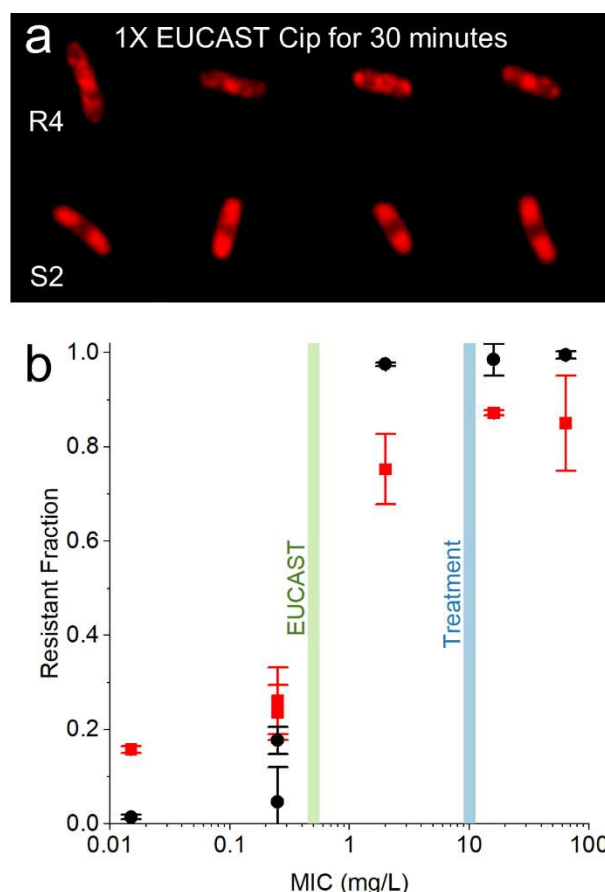 a
1X EUCAST Cip for 30 minutes
R4
S2
b
1.0
0.8
0.6
0.4
0.2
0.0
Resistant Fraction
EUCAST
Treatment
0.01
0.1
1
10
100
MIC (mg/L)